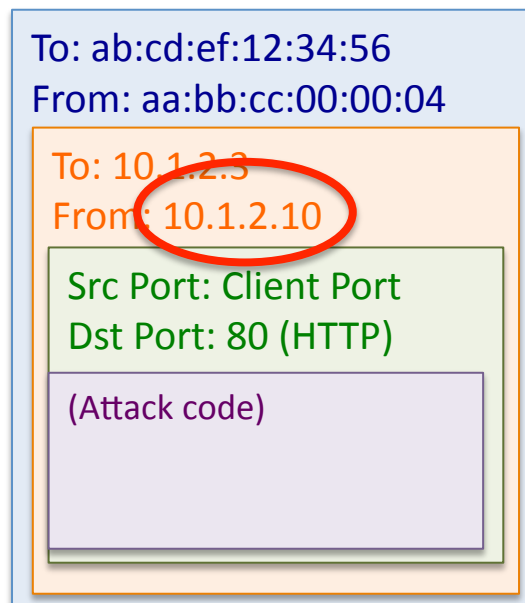 To: ab:cd:ef:12:34:56
From: aa:bb:cc:00:00:04
To: 10.1.2.3
From: 10.1.2.10
Src Port: Client Port
Dst Port: 80 (HTTP)
(Attack code)